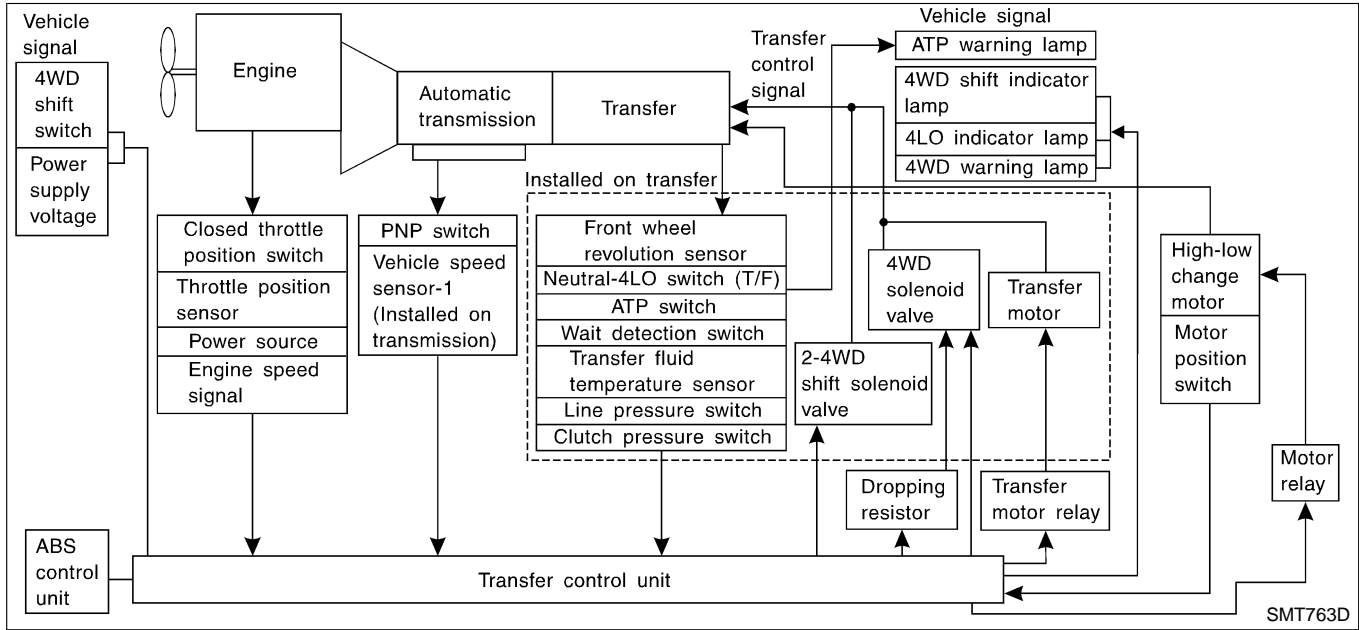 Vehicle
signal
4WD
shift
switch
Power
supply
voltage
Engine
Automatic
transmission
Transfer
Transfer
control
signal
Vehicle signal
ATP warning lamp
4WD shift indicator
lamp
4LO indicator lamp
4WD warning lamp
Installed on transfer
Closed throttle
position switch
Throttle position
sensor
Power source
Engine speed
signal
PNP switch
Vehicle speed
sensor-1
(Installed on
transmission)
Front wheel
revolution sensor
Neutral-4LO switch (T/F)
ATP switch
Wait detection switch
Transfer fluid
temperature sensor
Line pressure switch
Clutch pressure switch
2-4WD
shift solenoid
valve
4WD
solenoid
valve
Transfer
motor
High-low
change
motor
Motor
position
switch
Dropping
resistor
Transfer
motor relay
Motor
relay
ABS
control
unit
Transfer control unit
SMT763D